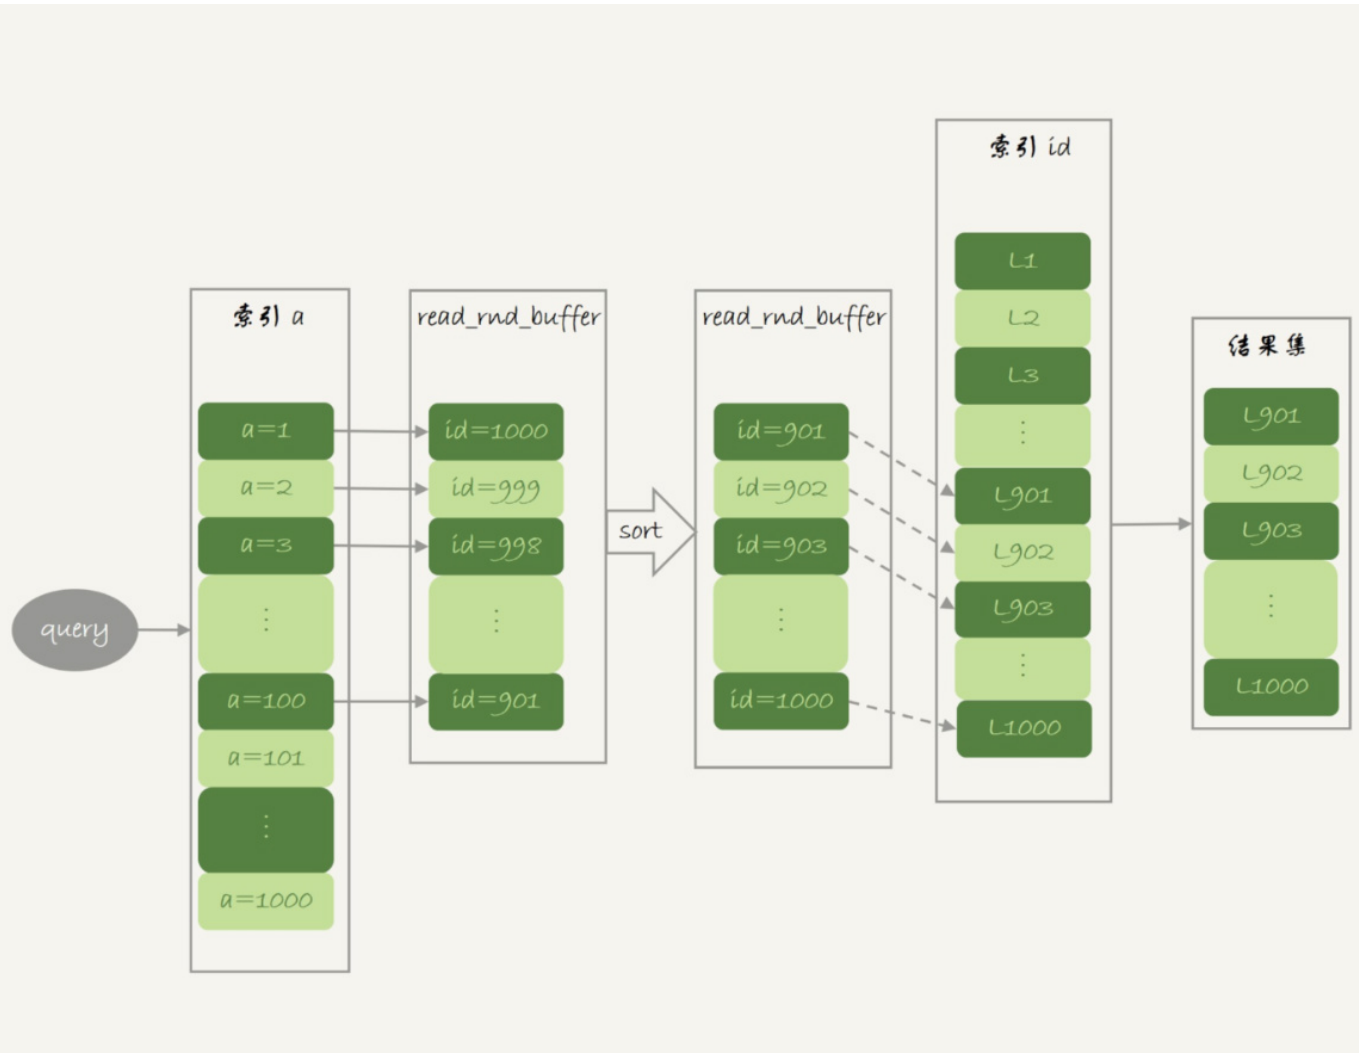 query
索引 a
a=1
a=2
a=3
⋮
a=100
a=101
⋮
a=1000
read_rnd_buffer
id=1000
id=999
id=998
⋮
id=901
sort
read_rnd_buffer
id=901
id=902
id=903
⋮
id=1000
索引 id
L1
L2
L3
⋮
L901
L902
L903
⋮
L1000
结果集
L901
L902
L903
⋮
L1000